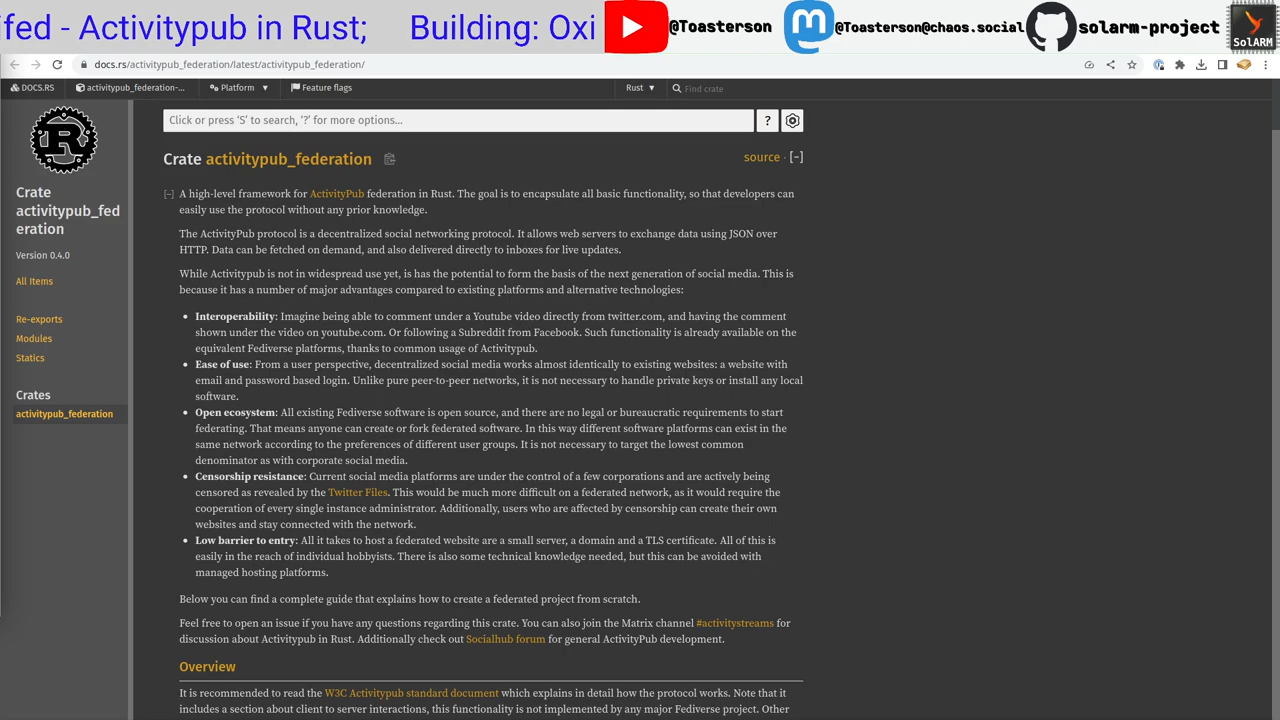 fed - Activitypub in Rust;  Building: Oxi
@Toasterson
@Toasterson@chaos.social
solarm-project
SolARM
docs.rs/activitypub_federation/latest/activitypub_federation/
DOCS.RS
activitypub_federation-...
Platform
Feature flags
Rust
Find crate
Click or press ‘S’ to search, ‘?’ for more options...
?
Crate activitypub_federation
source · [-]
Crate
activitypub_fed
eration
Version 0.4.0
All Items
Re-exports
Modules
Statics
Crates
activitypub_federation
[-] A high-level framework for ActivityPub federation in Rust. The goal is to encapsulate all basic functionality, so that developers can
easily use the protocol without any prior knowledge.
The ActivityPub protocol is a decentralized social networking protocol. It allows web servers to exchange data using JSON over
HTTP. Data can be fetched on demand, and also delivered directly to inboxes for live updates.
While Activitypub is not in widespread use yet, is has the potential to form the basis of the next generation of social media. This is
because it has a number of major advantages compared to existing platforms and alternative technologies:
• Interoperability: Imagine being able to comment under a Youtube video directly from twitter.com, and having the comment
shown under the video on youtube.com. Or following a Subreddit from Facebook. Such functionality is already available on the
equivalent Fediverse platforms, thanks to common usage of Activitypub.
• Ease of use: From a user perspective, decentralized social media works almost identically to existing websites: a website with
email and password based login. Unlike pure peer-to-peer networks, it is not necessary to handle private keys or install any local
software.
• Open ecosystem: All existing Fediverse software is open source, and there are no legal or bureaucratic requirements to start
federating. That means anyone can create or fork federated software. In this way different software platforms can exist in the
same network according to the preferences of different user groups. It is not necessary to target the lowest common
denominator as with corporate social media.
• Censorship resistance: Current social media platforms are under the control of a few corporations and are actively being
censored as revealed by the Twitter Files. This would be much more difficult on a federated network, as it would require the
cooperation of every single instance administrator. Additionally, users who are affected by censorship can create their own
websites and stay connected with the network.
• Low barrier to entry: All it takes to host a federated website are a small server, a domain and a TLS certificate. All of this is
easily in the reach of individual hobbyists. There is also some technical knowledge needed, but this can be avoided with
managed hosting platforms.
Below you can find a complete guide that explains how to create a federated project from scratch.
Feel free to open an issue if you have any questions regarding this crate. You can also join the Matrix channel #activitystreams for
discussion about Activitypub in Rust. Additionally check out Socialhub forum for general ActivityPub development.
Overview
It is recommended to read the W3C Activitypub standard document which explains in detail how the protocol works. Note that it
includes a section about client to server interactions, this functionality is not implemented by any major Fediverse project. Other